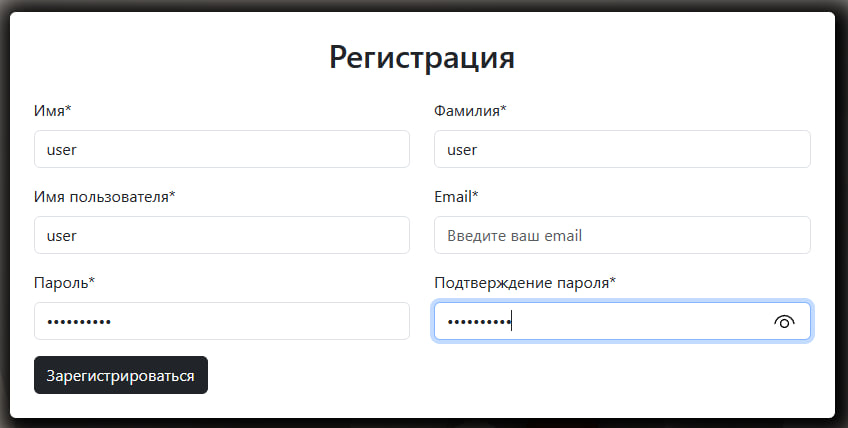 Регистрация
Имя*
Фамилия*
user
user
Имя пользователя*
Email*
user
Введите ваш email
Пароль*
Подтверждение пароля*
••••••••••
••••••••••
Зарегистрироваться